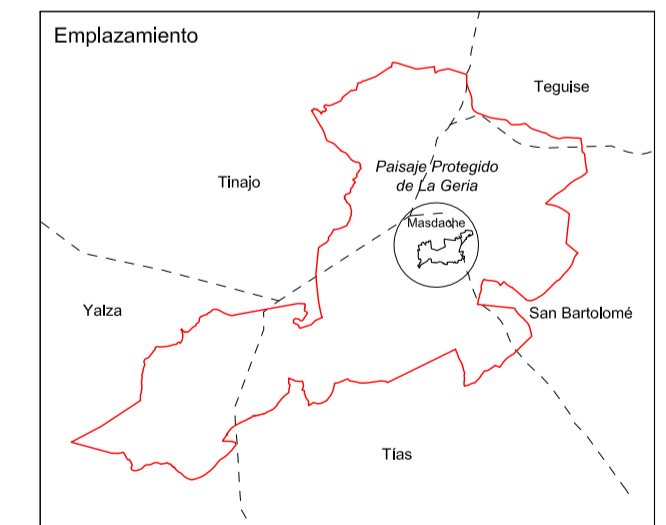 Emplazamiento
Teguise
Paisaje Protegido
de La Geria
Tinajo
Masdache
Yalza
San Bartolomé
Tías